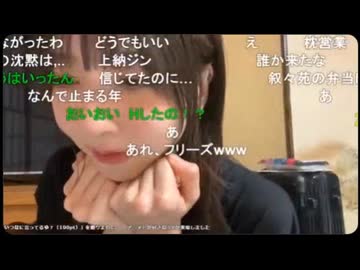 ながったわ どうでもいい え 枕営業
の沈黙は... 上納ジン 誰か来たな
うはいったん 信じてたのに... 叙々苑の弁当
なんで止まる年 あ
おいおい Hしたの！？
あ
あれ、フリーズwww